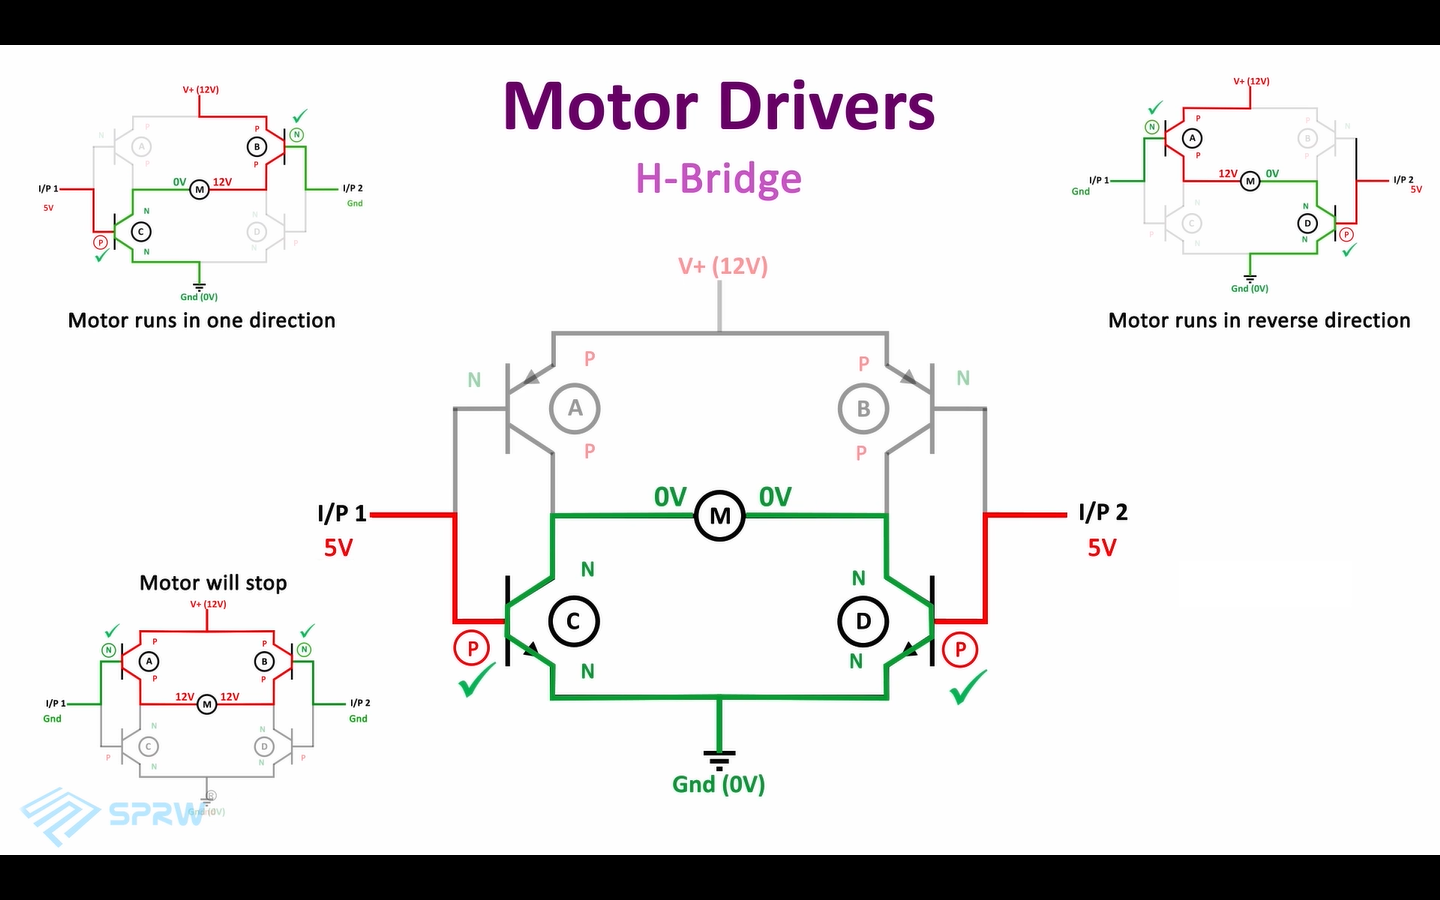 Motor Drivers
H-Bridge
V+ (12V)
P
N
A
P
P
N
B
P
I/P 1
5V
0V
M
0V
I/P 2
5V
N
C
N
P
N
D
N
P
Gnd (0V)
V+ (12V)
N
P
A
P
P
B
P
N
I/P 1
5V
0V
M
12V
I/P 2
Gnd
N
C
N
P
D
P
Gnd (0V)
Motor runs in one direction
V+ (12V)
N
P
A
P
B
N
I/P 1
Gnd
12V
M
0V
I/P 2
5V
P
C
N
D
N
P
Gnd (0V)
Motor runs in reverse direction
Motor will stop
V+ (12V)
N
P
A
P
P
B
P
N
I/P 1
Gnd
12V
M
12V
I/P 2
Gnd
N
C
N
P
N
D
N
P
Gnd (0V)
SPRW
®